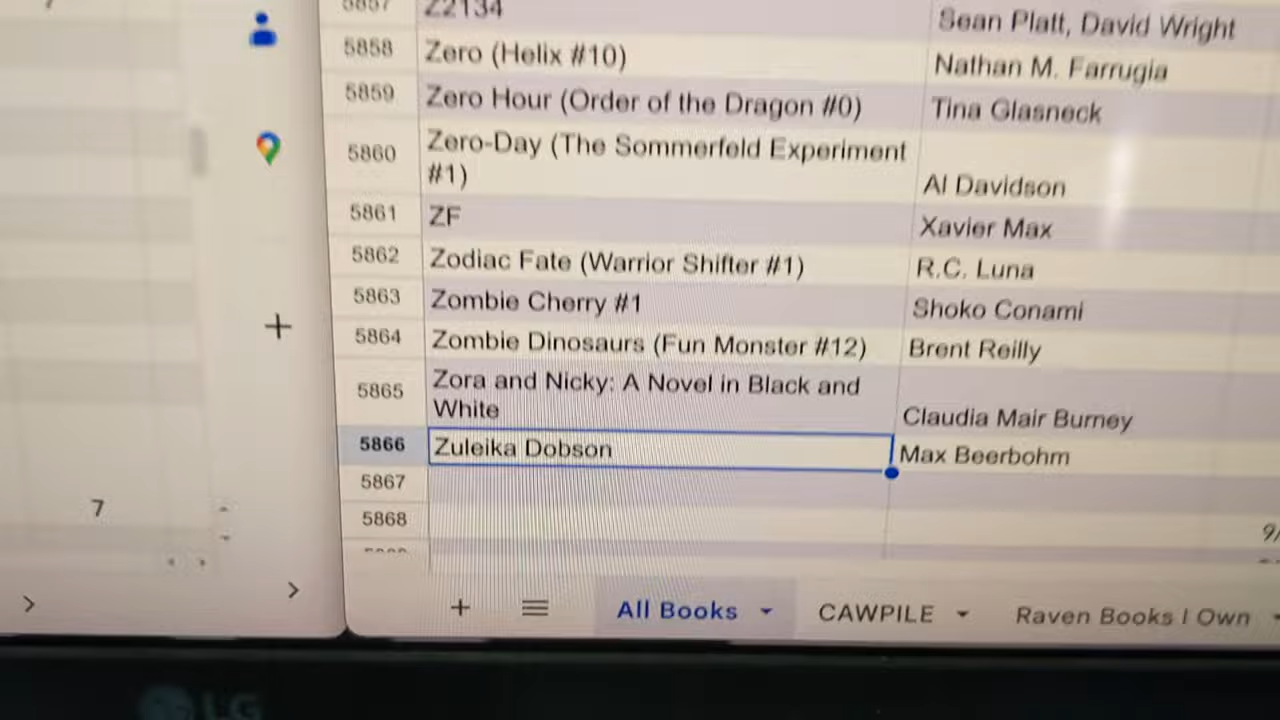 5857 Z2134 Sean Platt, David Wright
5858 Zero (Helix #10) Nathan M. Farrugia
5859 Zero Hour (Order of the Dragon #0) Tina Glasneck
5860 Zero-Day (The Sommerfeld Experiment
#1) Al Davidson
5861 ZF Xavier Max
5862 Zodiac Fate (Warrior Shifter #1) R.C. Luna
5863 Zombie Cherry #1 Shoko Conami
5864 Zombie Dinosaurs (Fun Monster #12) Brent Reilly
5865 Zora and Nicky: A Novel in Black and
White Claudia Mair Burney
5866 Zuleika Dobson Max Beerbohm
5867
7
5868
9/
+ All Books CAWPILE Raven Books I Own
LG